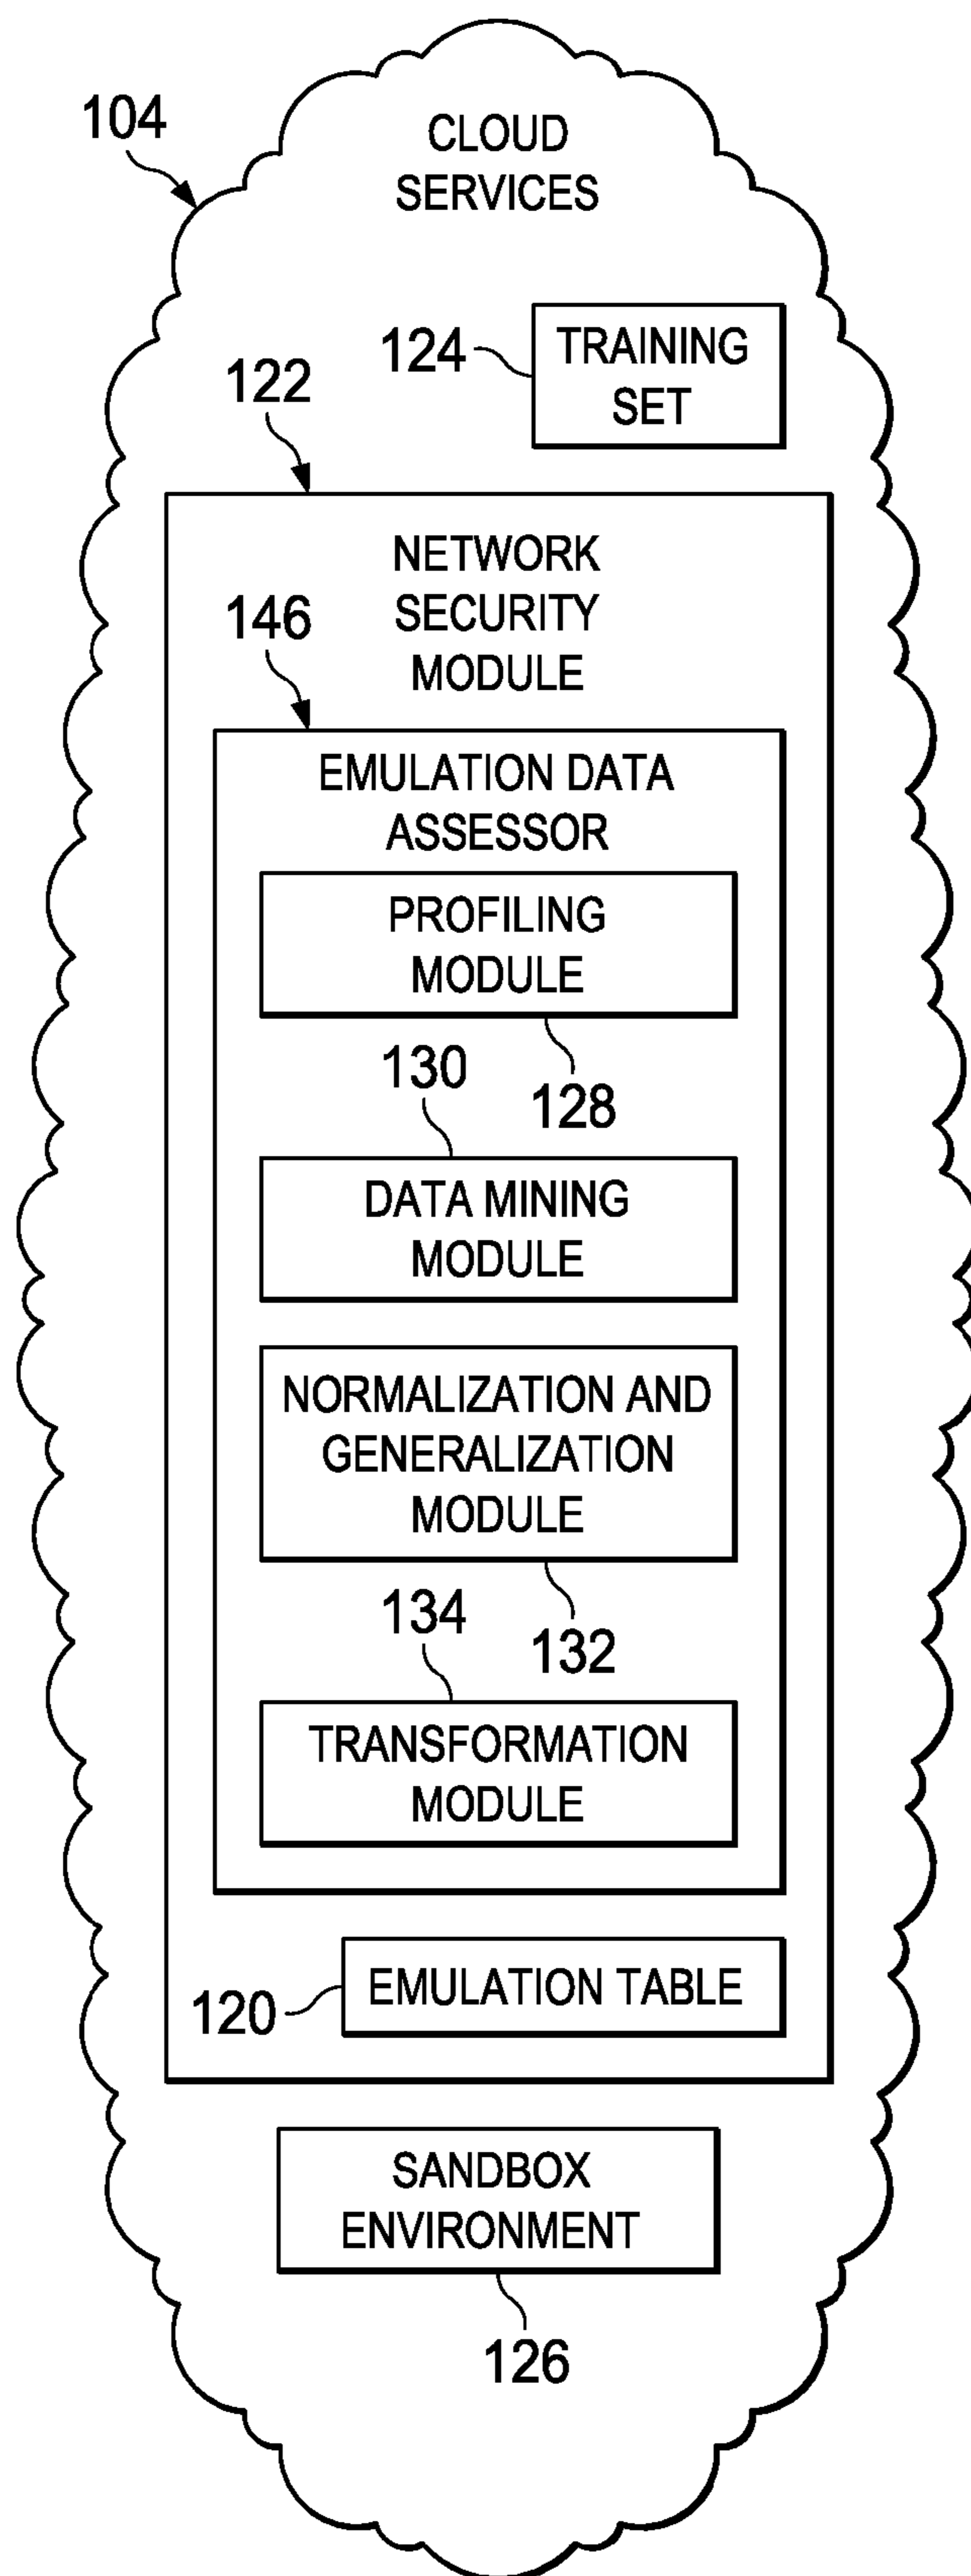 104
CLOUD
SERVICES
124
TRAINING
SET
122
NETWORK
SECURITY
MODULE
146
EMULATION DATA
ASSESSOR
PROFILING
MODULE
128
130
DATA MINING
MODULE
NORMALIZATION AND
GENERALIZATION
MODULE
132
134
TRANSFORMATION
MODULE
120
EMULATION TABLE
SANDBOX
ENVIRONMENT
126